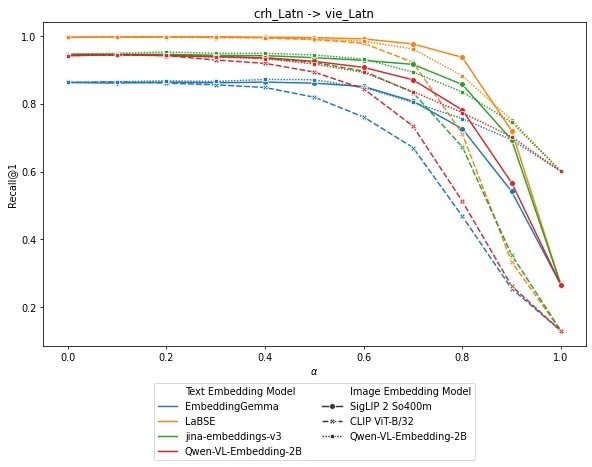 crh_Latn -> vie_Latn
Recall@1
1.0
0.8
0.6
0.4
0.2
0.0
0.2
0.4
0.6
0.8
1.0
α
Text Embedding Model
EmbeddingGemma
LaBSE
jina-embeddings-v3
Qwen-VL-Embedding-2B
Image Embedding Model
SigLIP 2 So400m
CLIP ViT-B/32
Qwen-VL-Embedding-2B